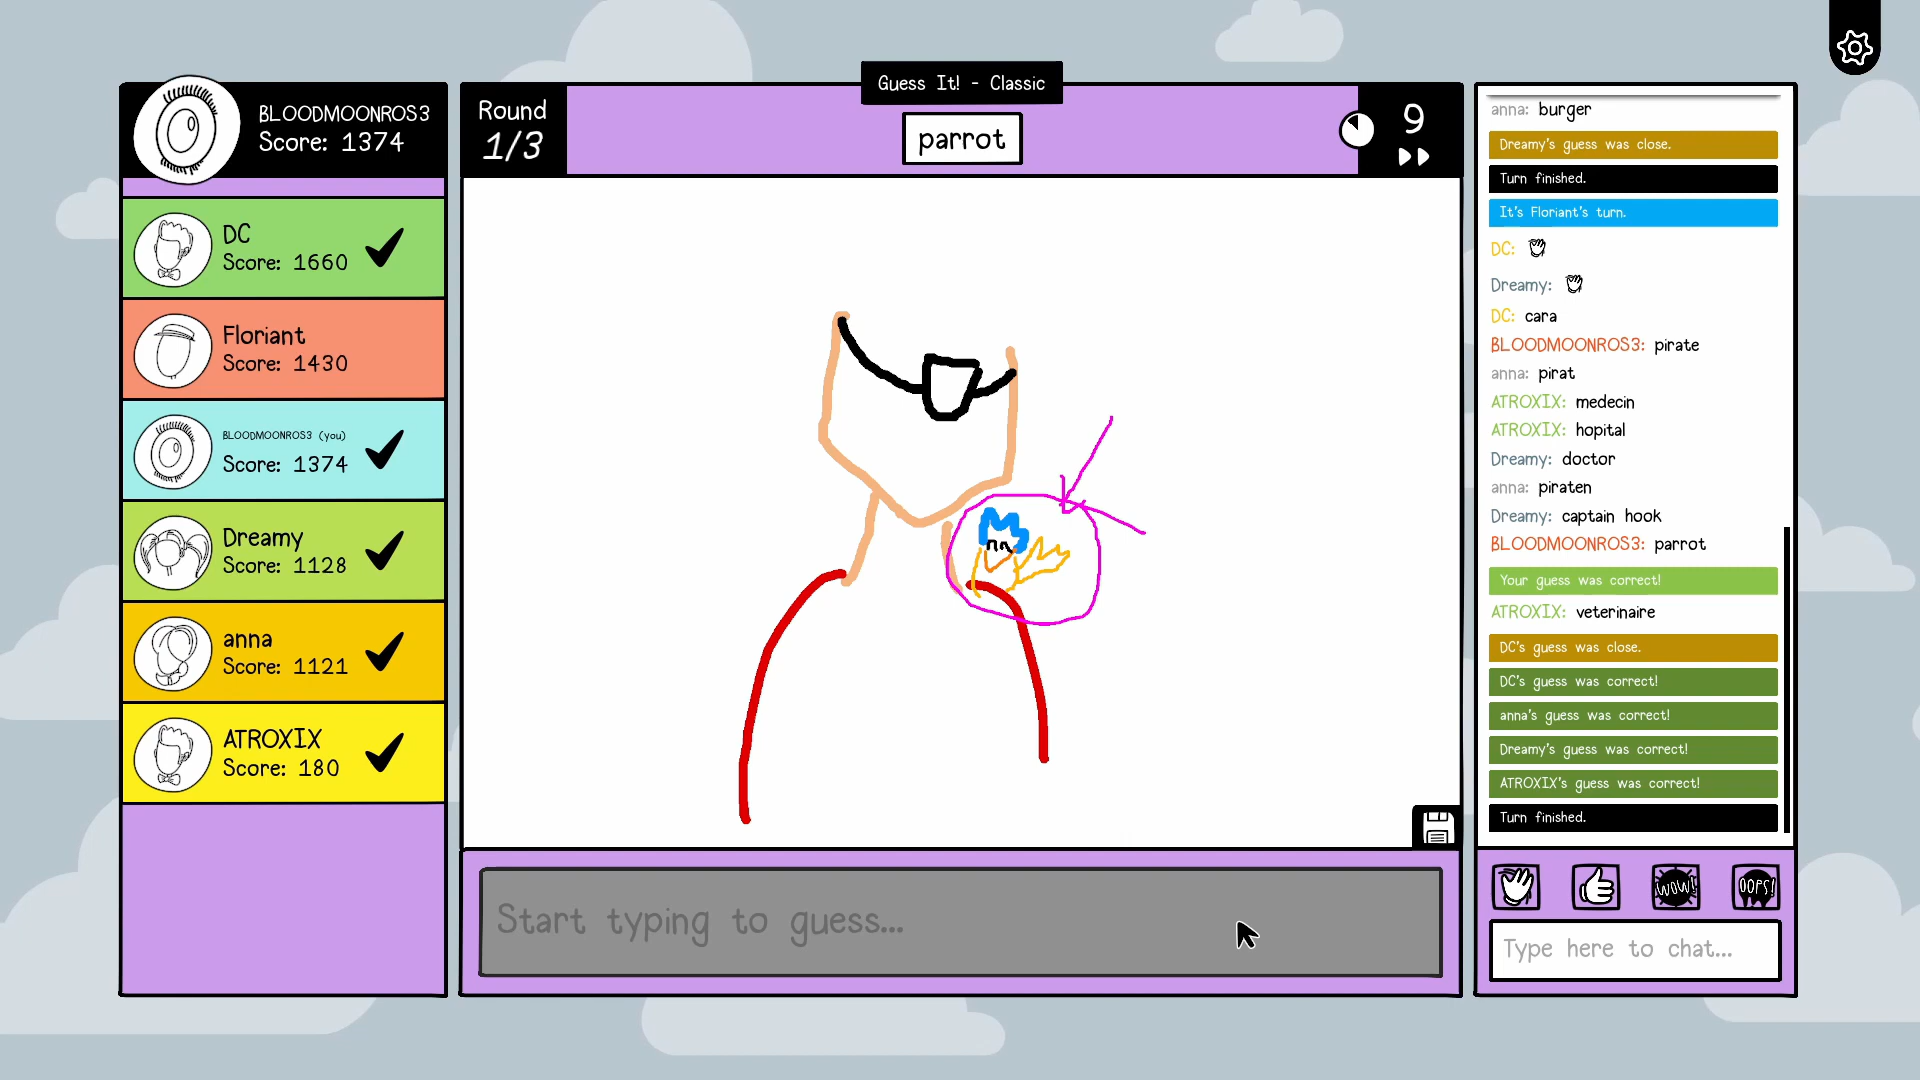 Guess It! - Classic
BLOODMOONROS3
Score: 1374
DC
Score: 1660
Floriant
Score: 1430
BLOODMOONROS3 (you)
Score: 1374
Dreamy
Score: 1128
anna
Score: 1121
ATROXIX
Score: 180
Round
1/3
parrot
9
Start typing to guess...
anna: burger
Dreamy's guess was close.
Turn finished.
It's Floriant's turn.
DC:
Dreamy:
DC: cara
BLOODMOONROS3: pirate
anna: pirat
ATROXIX: medecin
ATROXIX: hopital
Dreamy: doctor
anna: piraten
Dreamy: captain hook
BLOODMOONROS3: parrot
Your guess was correct!
ATROXIX: veterinaire
DC's guess was close.
DC's guess was correct!
anna's guess was correct!
Dreamy's guess was correct!
ATROXIX's guess was correct!
Turn finished.
WOW!
OOPS!
Type here to chat...